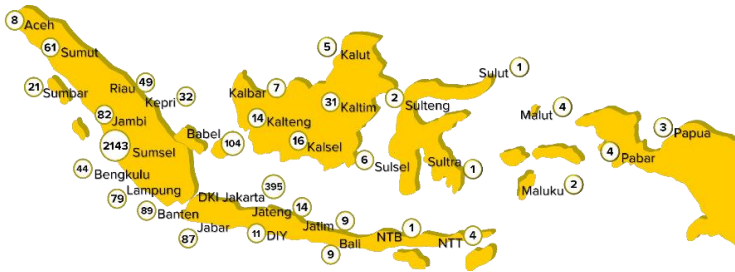 8 Aceh
61 Sumut
21 Sumbar
Riau 49
Kepri 32
82 Jambi
2143 Sumsel
44 Bengkulu
79 Lampung
89 Banten
Babel 104
DKI Jakarta 395
87 Jabar
Jateng 14
11 DIY
Jatim 9
9 Bali
NTB 1
NTT 4
5 Kalut
Kalbar 7
14 Kalteng
31 Kaltim
16 Kalsel
Sulut 1
2 Sulteng
6 Sulsel
Sultra 1
Malut 4
Maluku 2
3 Papua
4 Pabar